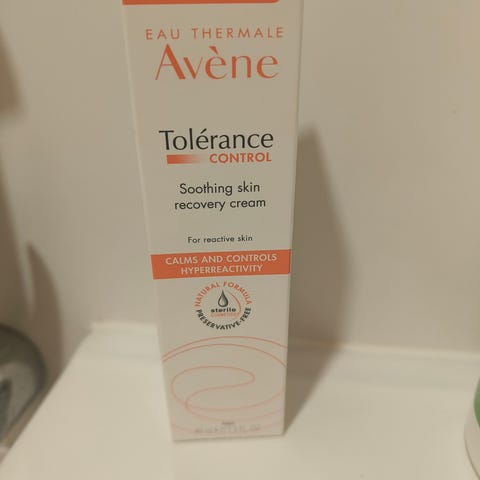 EAU THERMALE
Avène
Tolérance
CONTROL
Soothing skin
recovery cream
For reactive skin
CALMS AND CONTROLS
HYPERREACTIVITY
NATURAL FORMULA
sterile
COSMETICS
PRESERVATIVE-FREE